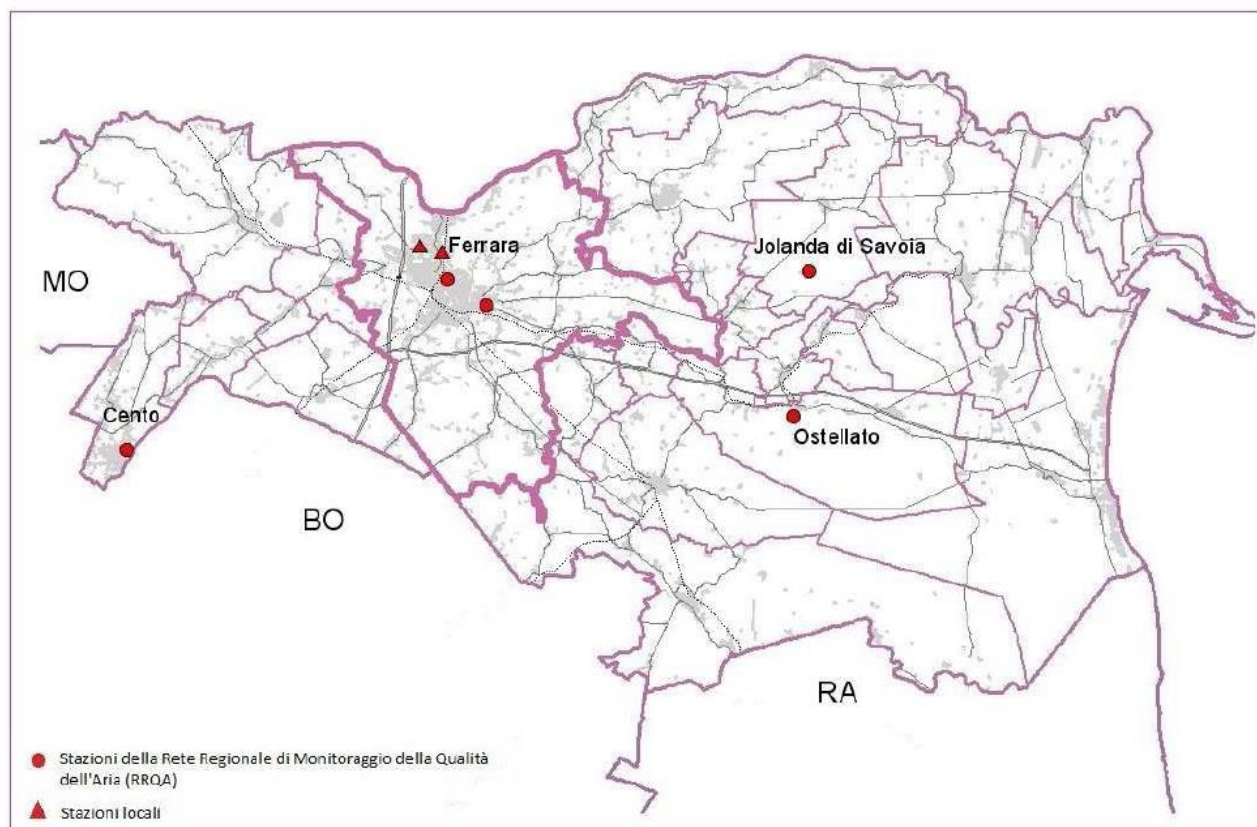 Ferrara
Jolanda di Savoia
MO
Cento
Ostellato
BO
RA
Stazioni della Rete Regionale di Monitoraggio della Qualità
dell'Aria (RRQA)
Stazioni locali